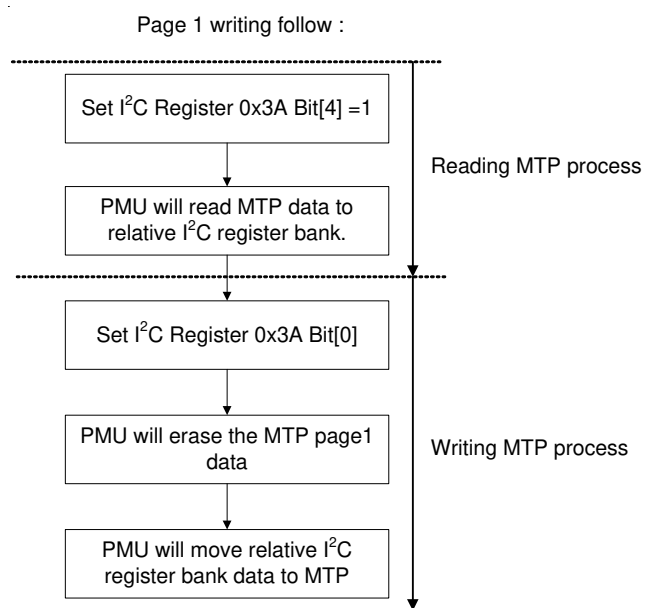 Page 1 writing follow :
Set I²C Register 0x3A Bit[4] =1
Reading MTP process
PMU will read MTP data to
relative I²C register bank.
Set I²C Register 0x3A Bit[0]
PMU will erase the MTP page1
data
Writing MTP process
PMU will move relative I²C
register bank data to MTP